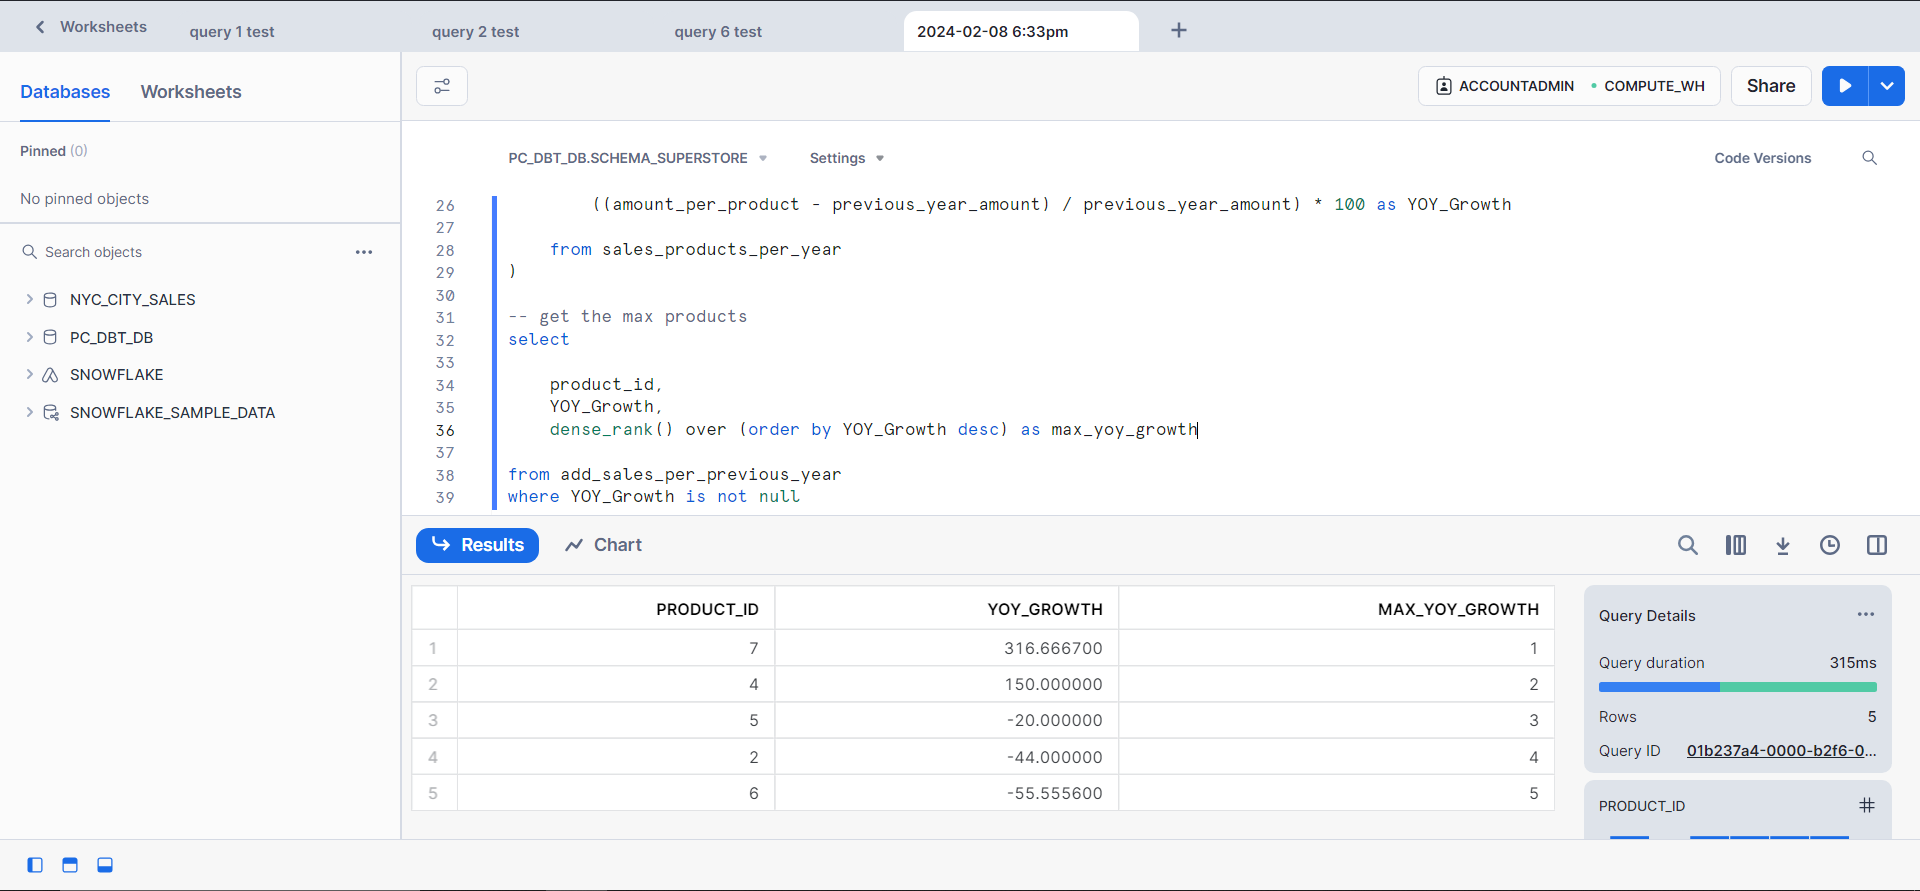 Worksheets
query 1 test
query 2 test
query 6 test
2024-02-08 6:33pm
Databases
Worksheets
ACCOUNTADMIN
COMPUTE_WH
Share
Pinned (0)
No pinned objects
Search objects
NYC_CITY_SALES
PC_DBT_DB
SNOWFLAKE
SNOWFLAKE_SAMPLE_DATA
PC_DBT_DB.SCHEMA_SUPERSTORE
Settings
Code Versions
26 ((amount_per_product - previous_year_amount) / previous_year_amount) * 100 as YOY_Growth
27
28 from sales_products_per_year
29 )
30
31 -- get the max products
32 select
33
34 product_id,
35 YOY_Growth,
36 dense_rank() over (order by YOY_Growth desc) as max_yoy_growth
37
38 from add_sales_per_previous_year
39 where YOY_Growth is not null
Results
Chart
PRODUCT_ID YOY_GROWTH MAX_YOY_GROWTH
1 7 316.666700 1
2 4 150.000000 2
3 5 -20.000000 3
4 2 -44.000000 4
5 6 -55.555600 5
Query Details
Query duration 315ms
Rows 5
Query ID 01b237a4-0000-b2f6-0...
PRODUCT_ID